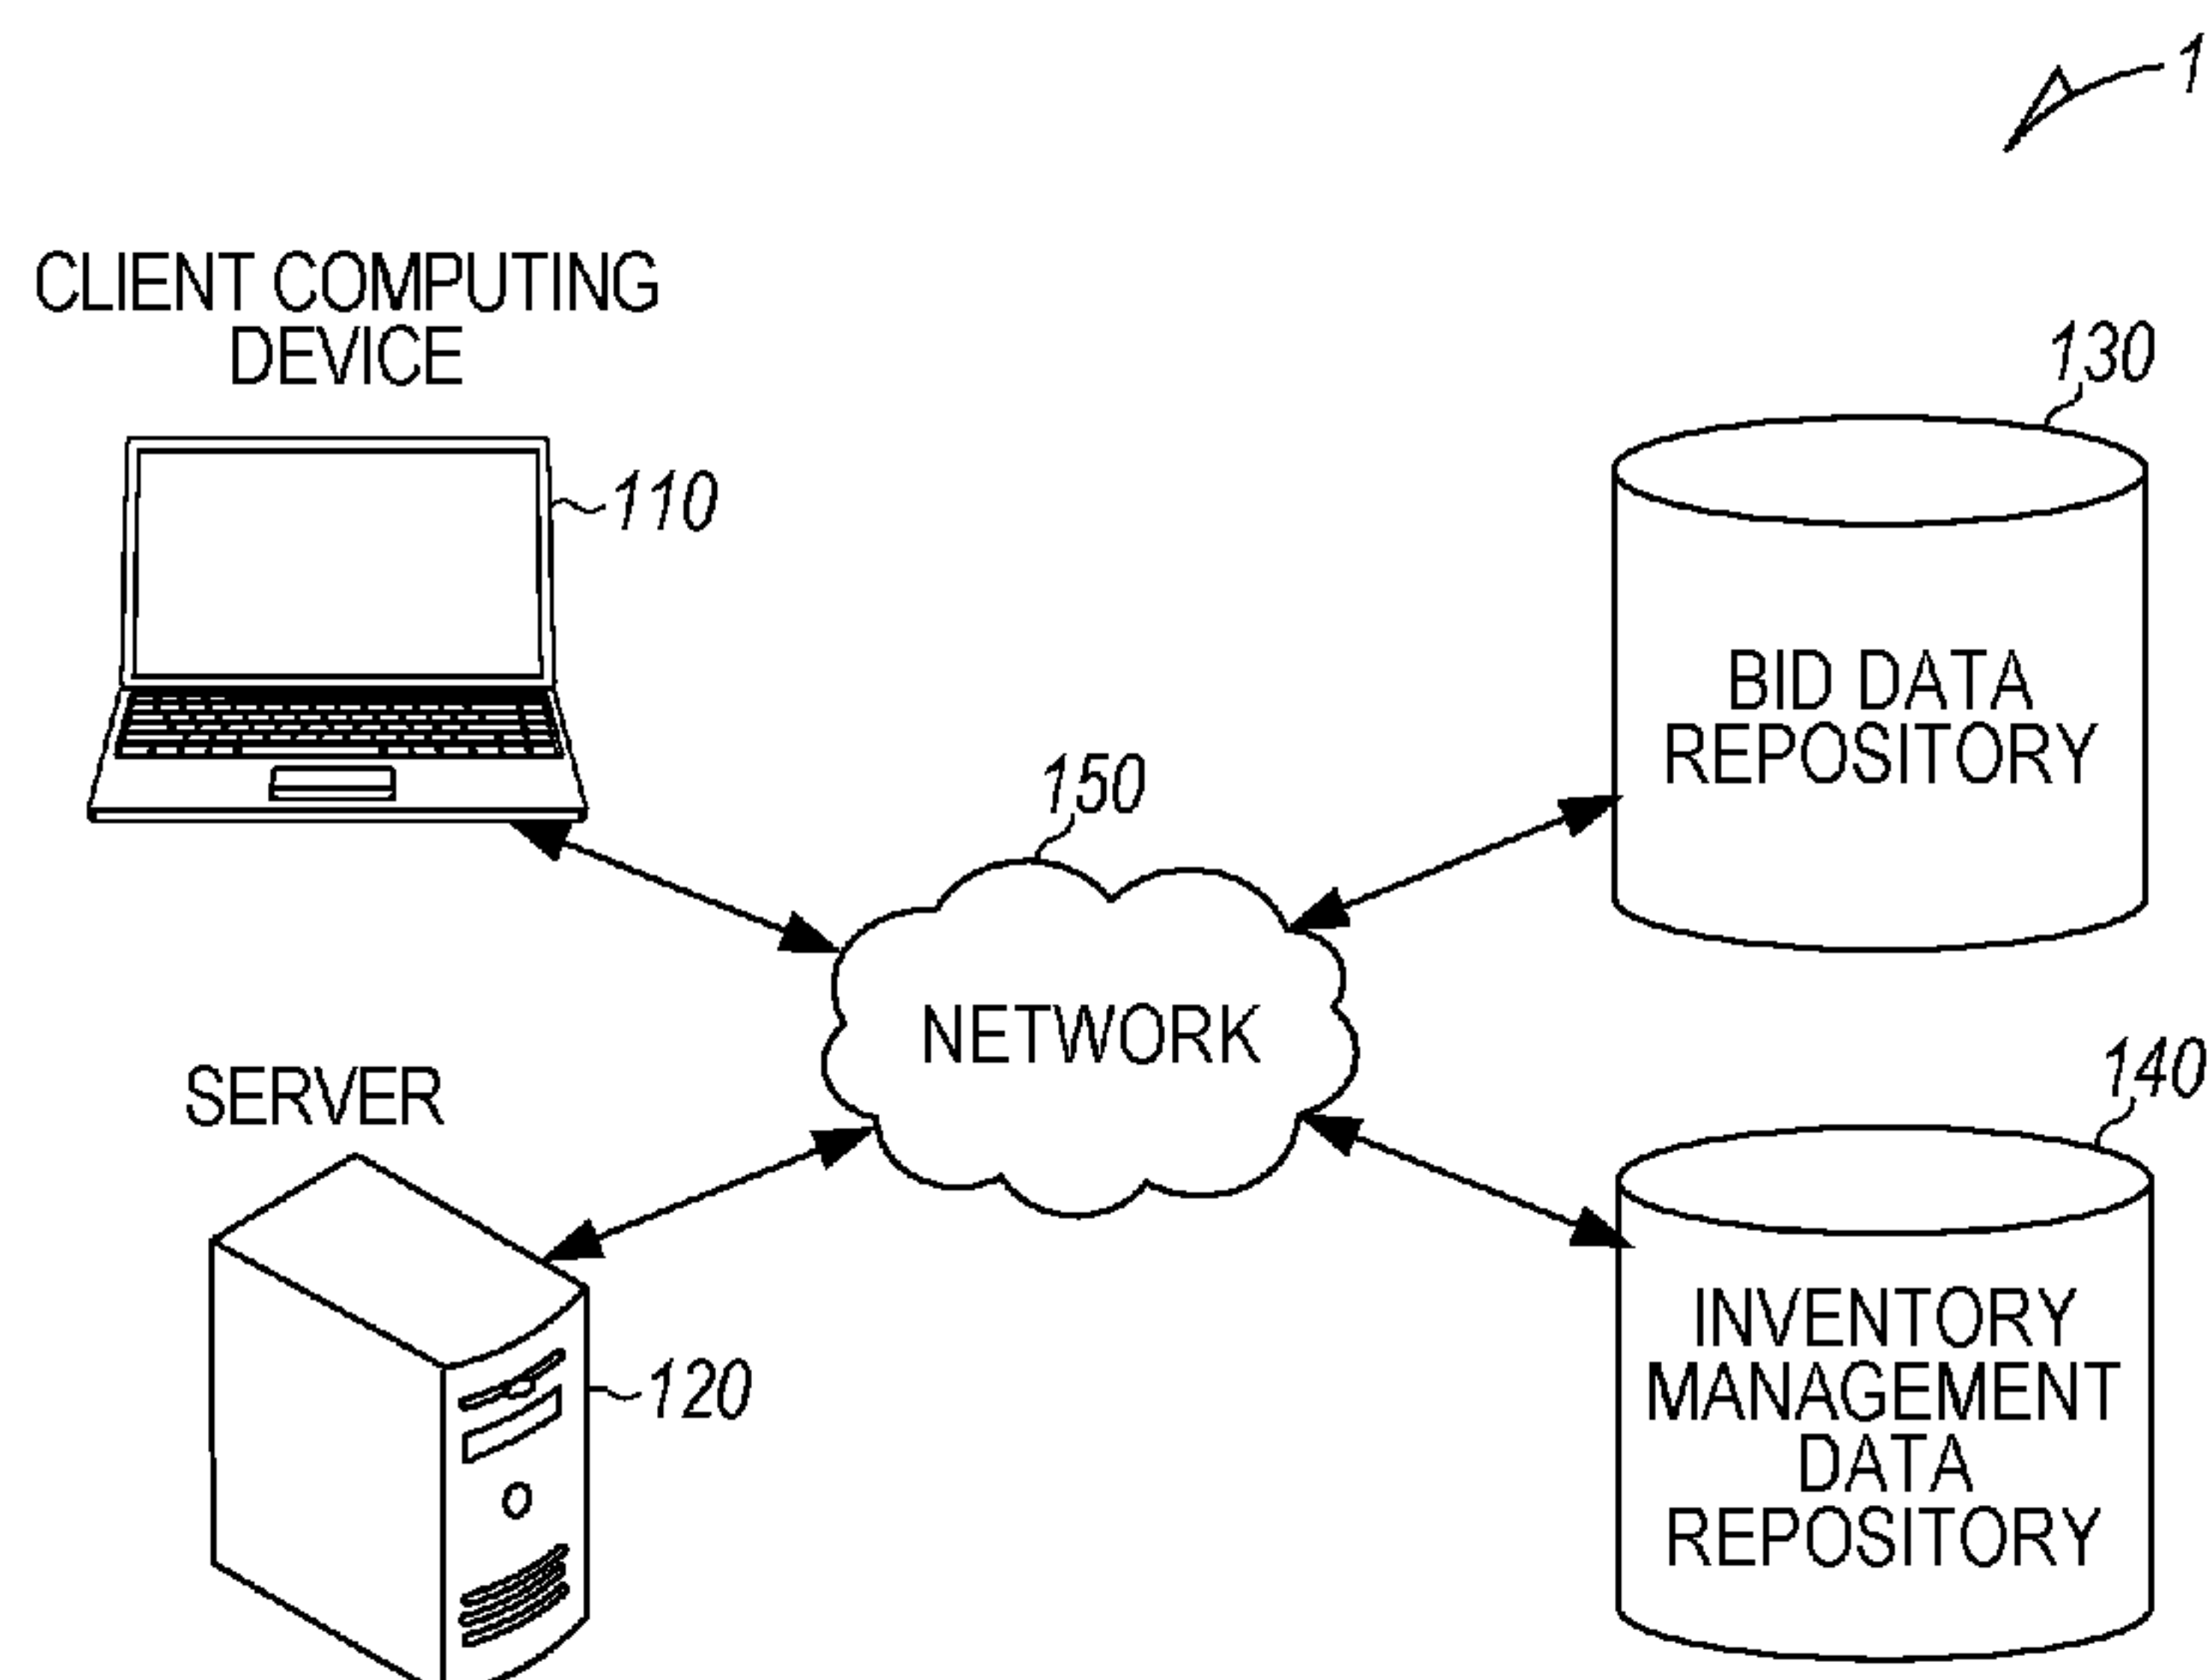 1
CLIENT COMPUTING
DEVICE
110
130
BID DATA
REPOSITORY
150
NETWORK
SERVER
120
140
INVENTORY
MANAGEMENT
DATA
REPOSITORY